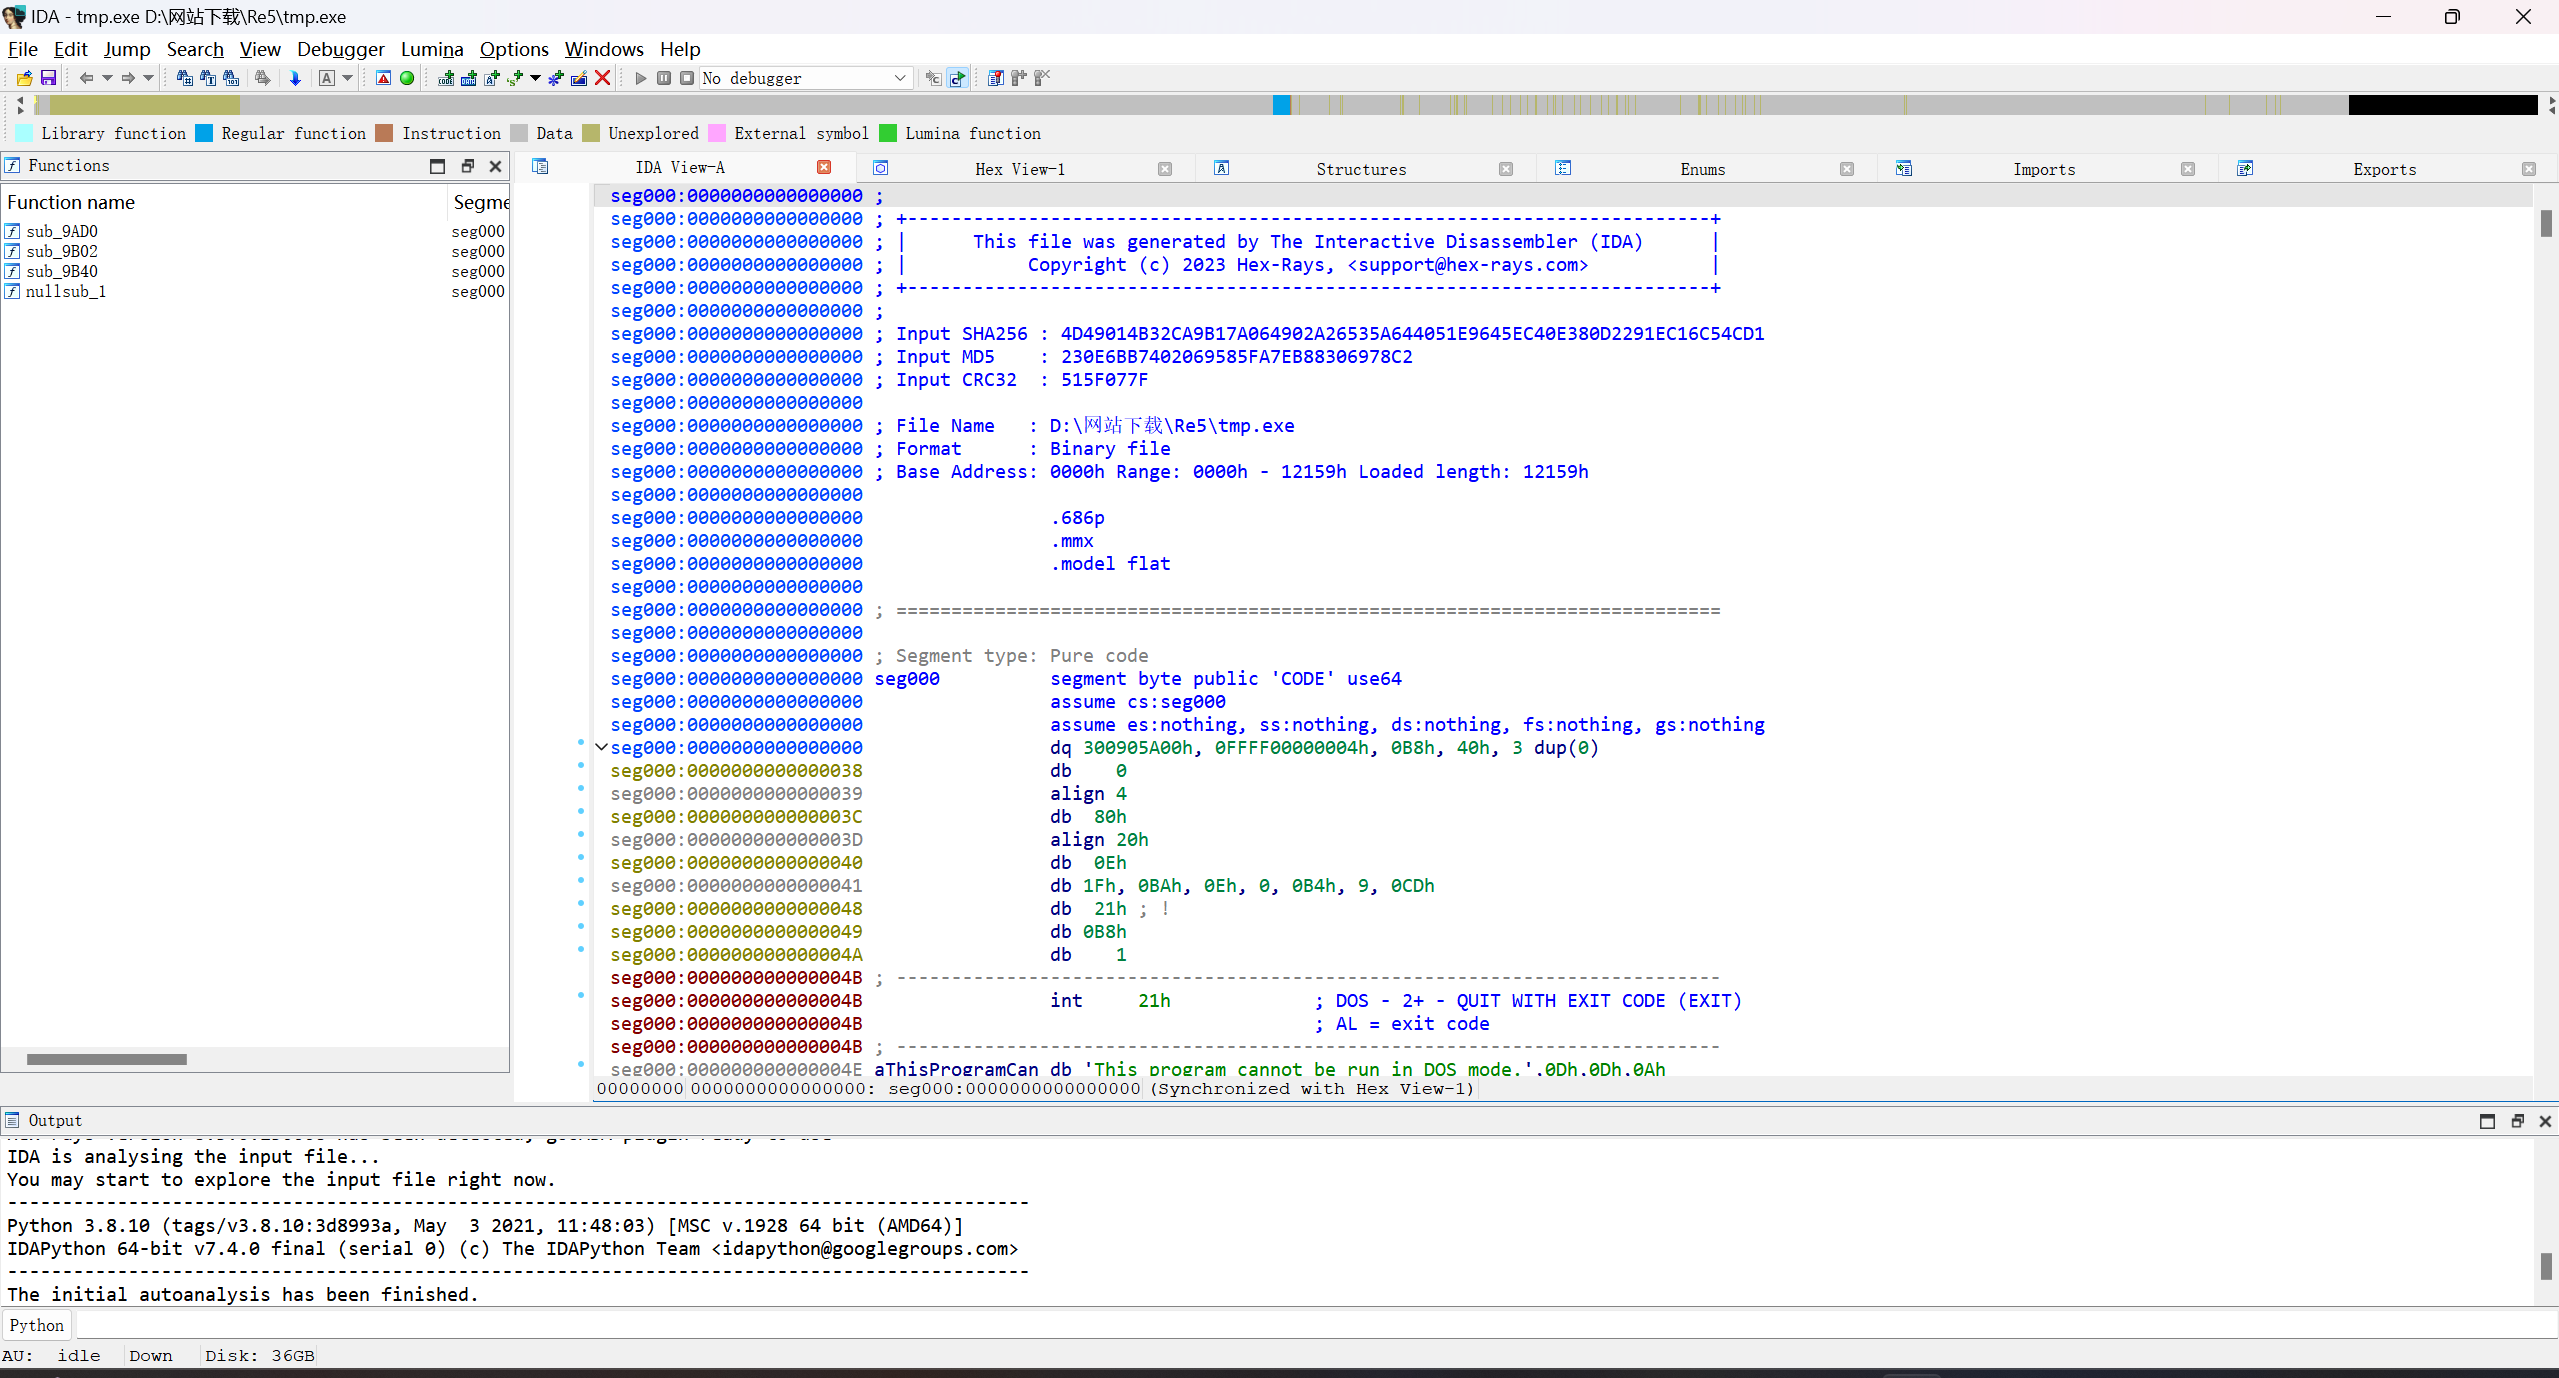 IDA - tmp.exe D:\网站下载\Re5\tmp.exe
File Edit Jump Search View Debugger Lumina Options Windows Help
No debugger
Library function Regular function Instruction Data Unexplored External symbol Lumina function
Functions
Function name Segme
sub_9AD0 seg000
sub_9B02 seg000
sub_9B40 seg000
nullsub_1 seg000
IDA View-A Hex View-1 Structures Enums Imports Exports
seg000:0000000000000000 ;
seg000:0000000000000000 ; +-------------------------------------------------------------------------+
seg000:0000000000000000 ; | This file was generated by The Interactive Disassembler (IDA) |
seg000:0000000000000000 ; | Copyright (c) 2023 Hex-Rays, <support@hex-rays.com> |
seg000:0000000000000000 ; +-------------------------------------------------------------------------+
seg000:0000000000000000 ;
seg000:0000000000000000 ; Input SHA256 : 4D49014B32CA9B17A064902A26535A644051E9645EC40E380D2291EC16C54CD1
seg000:0000000000000000 ; Input MD5 : 230E6BB7402069585FA7EB88306978C2
seg000:0000000000000000 ; Input CRC32 : 515F077F
seg000:0000000000000000
seg000:0000000000000000 ; File Name : D:\网站下载\Re5\tmp.exe
seg000:0000000000000000 ; Format : Binary file
seg000:0000000000000000 ; Base Address: 0000h Range: 0000h - 12159h Loaded length: 12159h
seg000:0000000000000000
seg000:0000000000000000 .686p
seg000:0000000000000000 .mmx
seg000:0000000000000000 .model flat
seg000:0000000000000000
seg000:0000000000000000 ; ===========================================================================
seg000:0000000000000000
seg000:0000000000000000 ; Segment type: Pure code
seg000:0000000000000000 seg000 segment byte public 'CODE' use64
seg000:0000000000000000 assume cs:seg000
seg000:0000000000000000 assume es:nothing, ss:nothing, ds:nothing, fs:nothing, gs:nothing
seg000:0000000000000000 dq 300905A00h, 0FFFF00000004h, 0B8h, 40h, 3 dup(0)
seg000:0000000000000038 db 0
seg000:0000000000000039 align 4
seg000:000000000000003C db 80h
seg000:000000000000003D align 20h
seg000:0000000000000040 db 0Eh
seg000:0000000000000041 db 1Fh, 0BAh, 0Eh, 0, 0B4h, 9, 0CDh
seg000:0000000000000048 db 21h ; !
seg000:0000000000000049 db 0B8h
seg000:000000000000004A db 1
seg000:000000000000004B ; ---------------------------------------------------------------------------
seg000:000000000000004B int 21h ; DOS - 2+ - QUIT WITH EXIT CODE (EXIT)
seg000:000000000000004B ; AL = exit code
seg000:000000000000004B ; ---------------------------------------------------------------------------
seg000:000000000000004E aThisProgramCan db 'This program cannot be run in DOS mode.',0Dh,0Dh,0Ah
00000000 0000000000000000: seg000:0000000000000000 (Synchronized with Hex View-1)
Output
IDA is analysing the input file...
You may start to explore the input file right now.
---------------------------------------------------------------------------------------------
Python 3.8.10 (tags/v3.8.10:3d8993a, May 3 2021, 11:48:03) [MSC v.1928 64 bit (AMD64)]
IDAPython 64-bit v7.4.0 final (serial 0) (c) The IDAPython Team <idapython@googlegroups.com>
---------------------------------------------------------------------------------------------
The initial autoanalysis has been finished.
Python
AU: idle Down Disk: 36GB